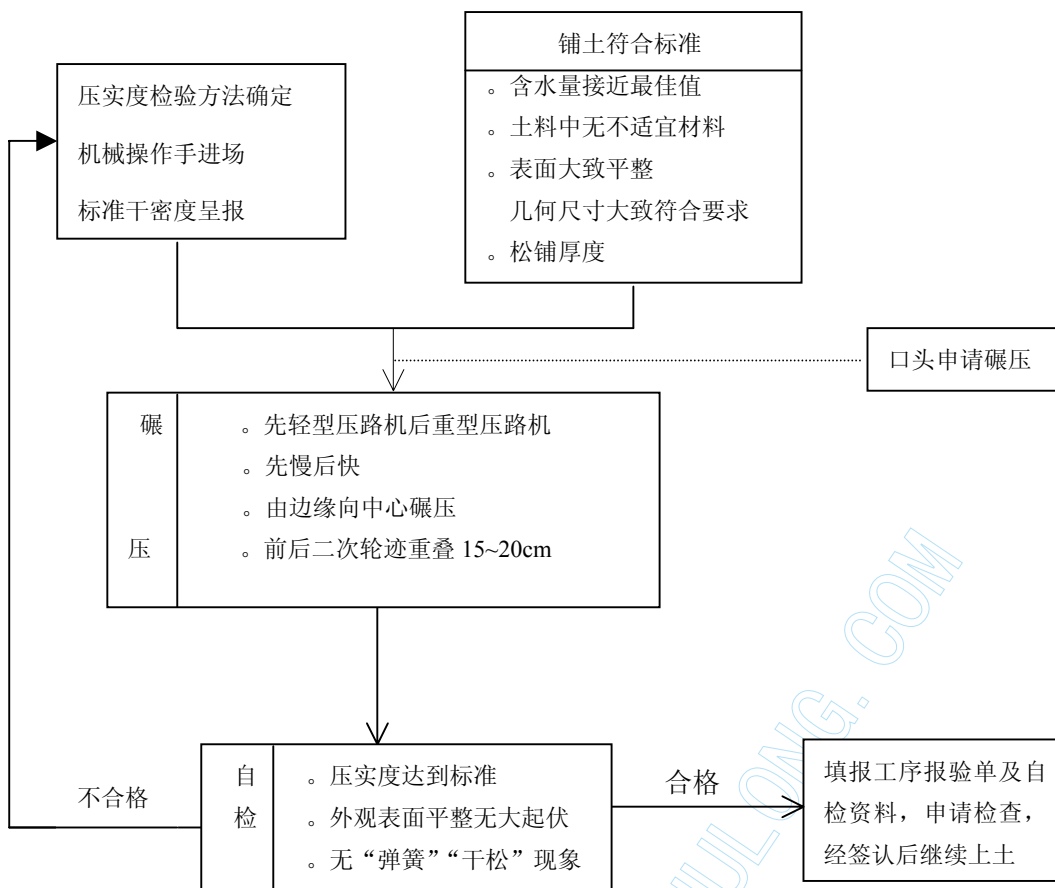 铺土符合标准
。含水量接近最佳值
。土料中无不适宜材料
。表面大致平整
几何尺寸大致符合要求
。松铺厚度
压实度检验方法确定
机械操作手进场
标准干密度呈报
口头申请碾压
碾压
。先轻型压路机后重型压路机
。先慢后快
。由边缘向中心碾压
。前后二次轮迹重叠 15~20cm
不合格
自检
。压实度达到标准
。外观表面平整无大起伏
。无“弹簧”“干松”现象
合格
填报工序报验单及自
检资料，申请检查，
经签认后继续上土
ULONG. COM